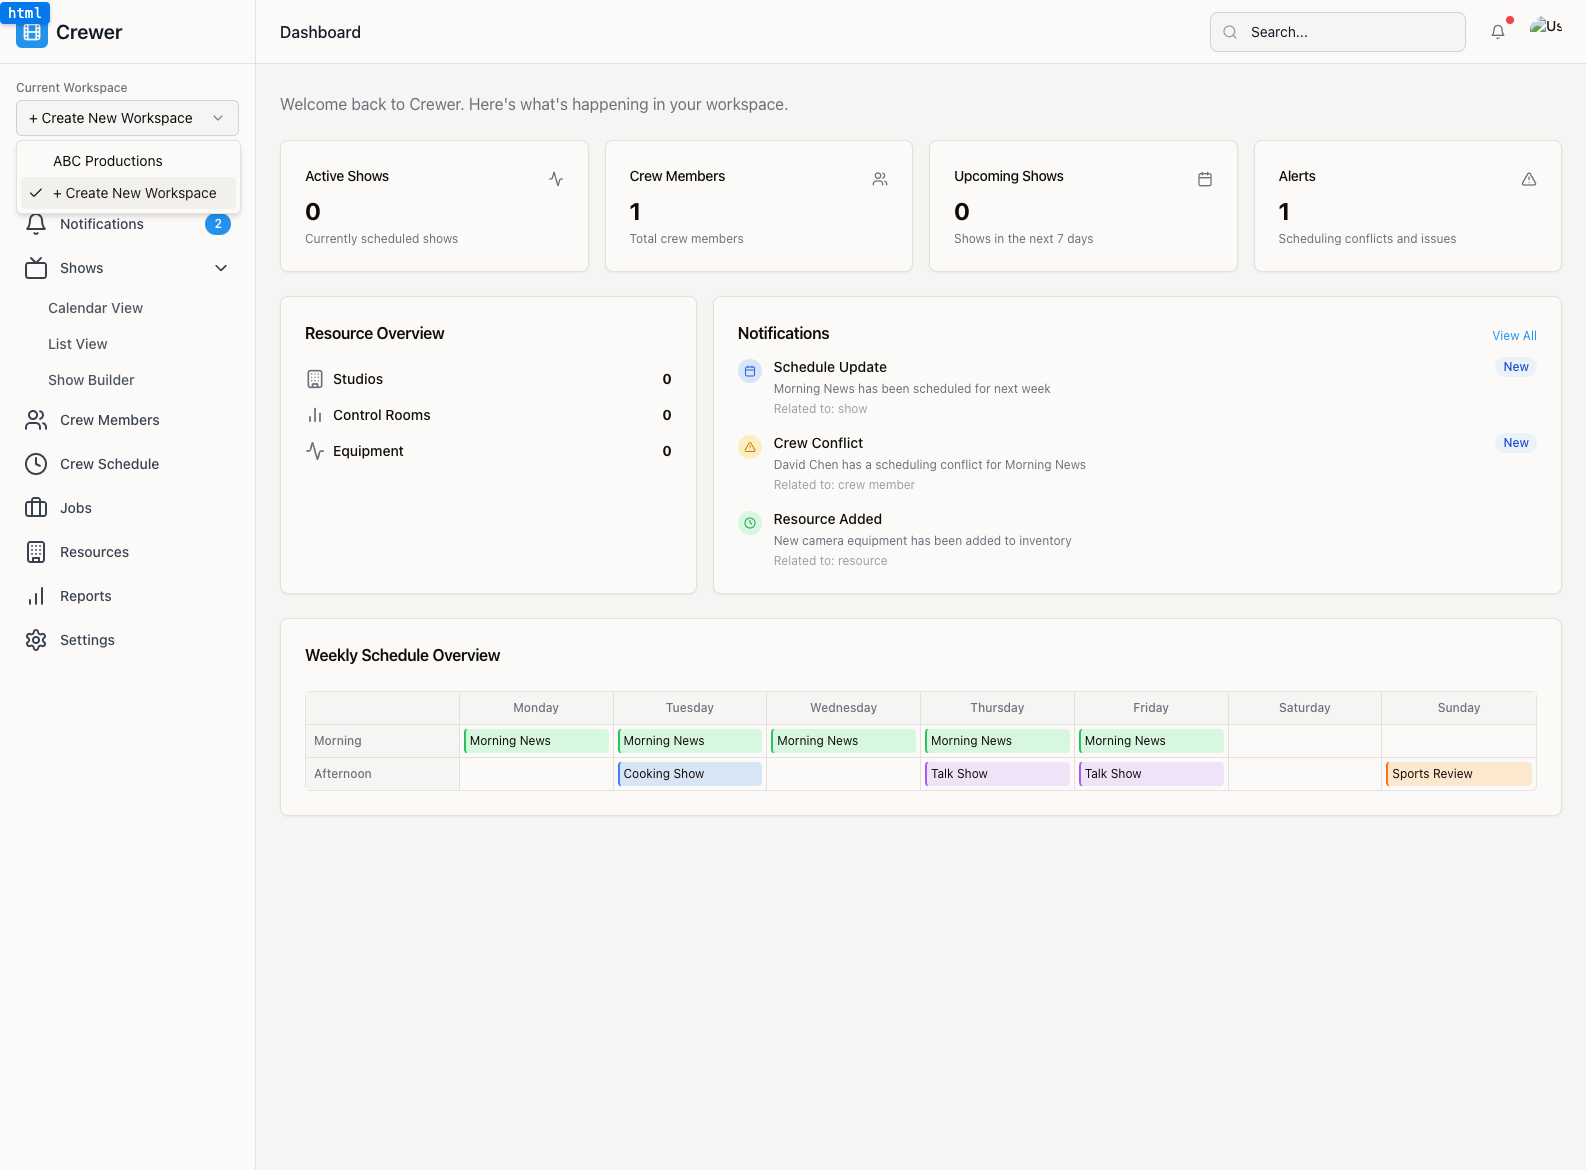 html
Crewer
Dashboard
Search...
Us
Current Workspace
+ Create New Workspace
ABC Productions
+ Create New Workspace
Notifications
2
Shows
Calendar View
List View
Show Builder
Crew Members
Crew Schedule
Jobs
Resources
Reports
Settings
Welcome back to Crewer. Here's what's happening in your workspace.
Active Shows
0
Currently scheduled shows
Crew Members
1
Total crew members
Upcoming Shows
0
Shows in the next 7 days
Alerts
1
Scheduling conflicts and issues
Resource Overview
Studios 0
Control Rooms 0
Equipment 0
Notifications
View All
Schedule Update
New
Morning News has been scheduled for next week
Related to: show
Crew Conflict
New
David Chen has a scheduling conflict for Morning News
Related to: crew member
Resource Added
New camera equipment has been added to inventory
Related to: resource
Weekly Schedule Overview
Monday Tuesday Wednesday Thursday Friday Saturday Sunday
Morning Morning News Morning News Morning News Morning News Morning News
Afternoon Cooking Show Talk Show Talk Show Sports Review